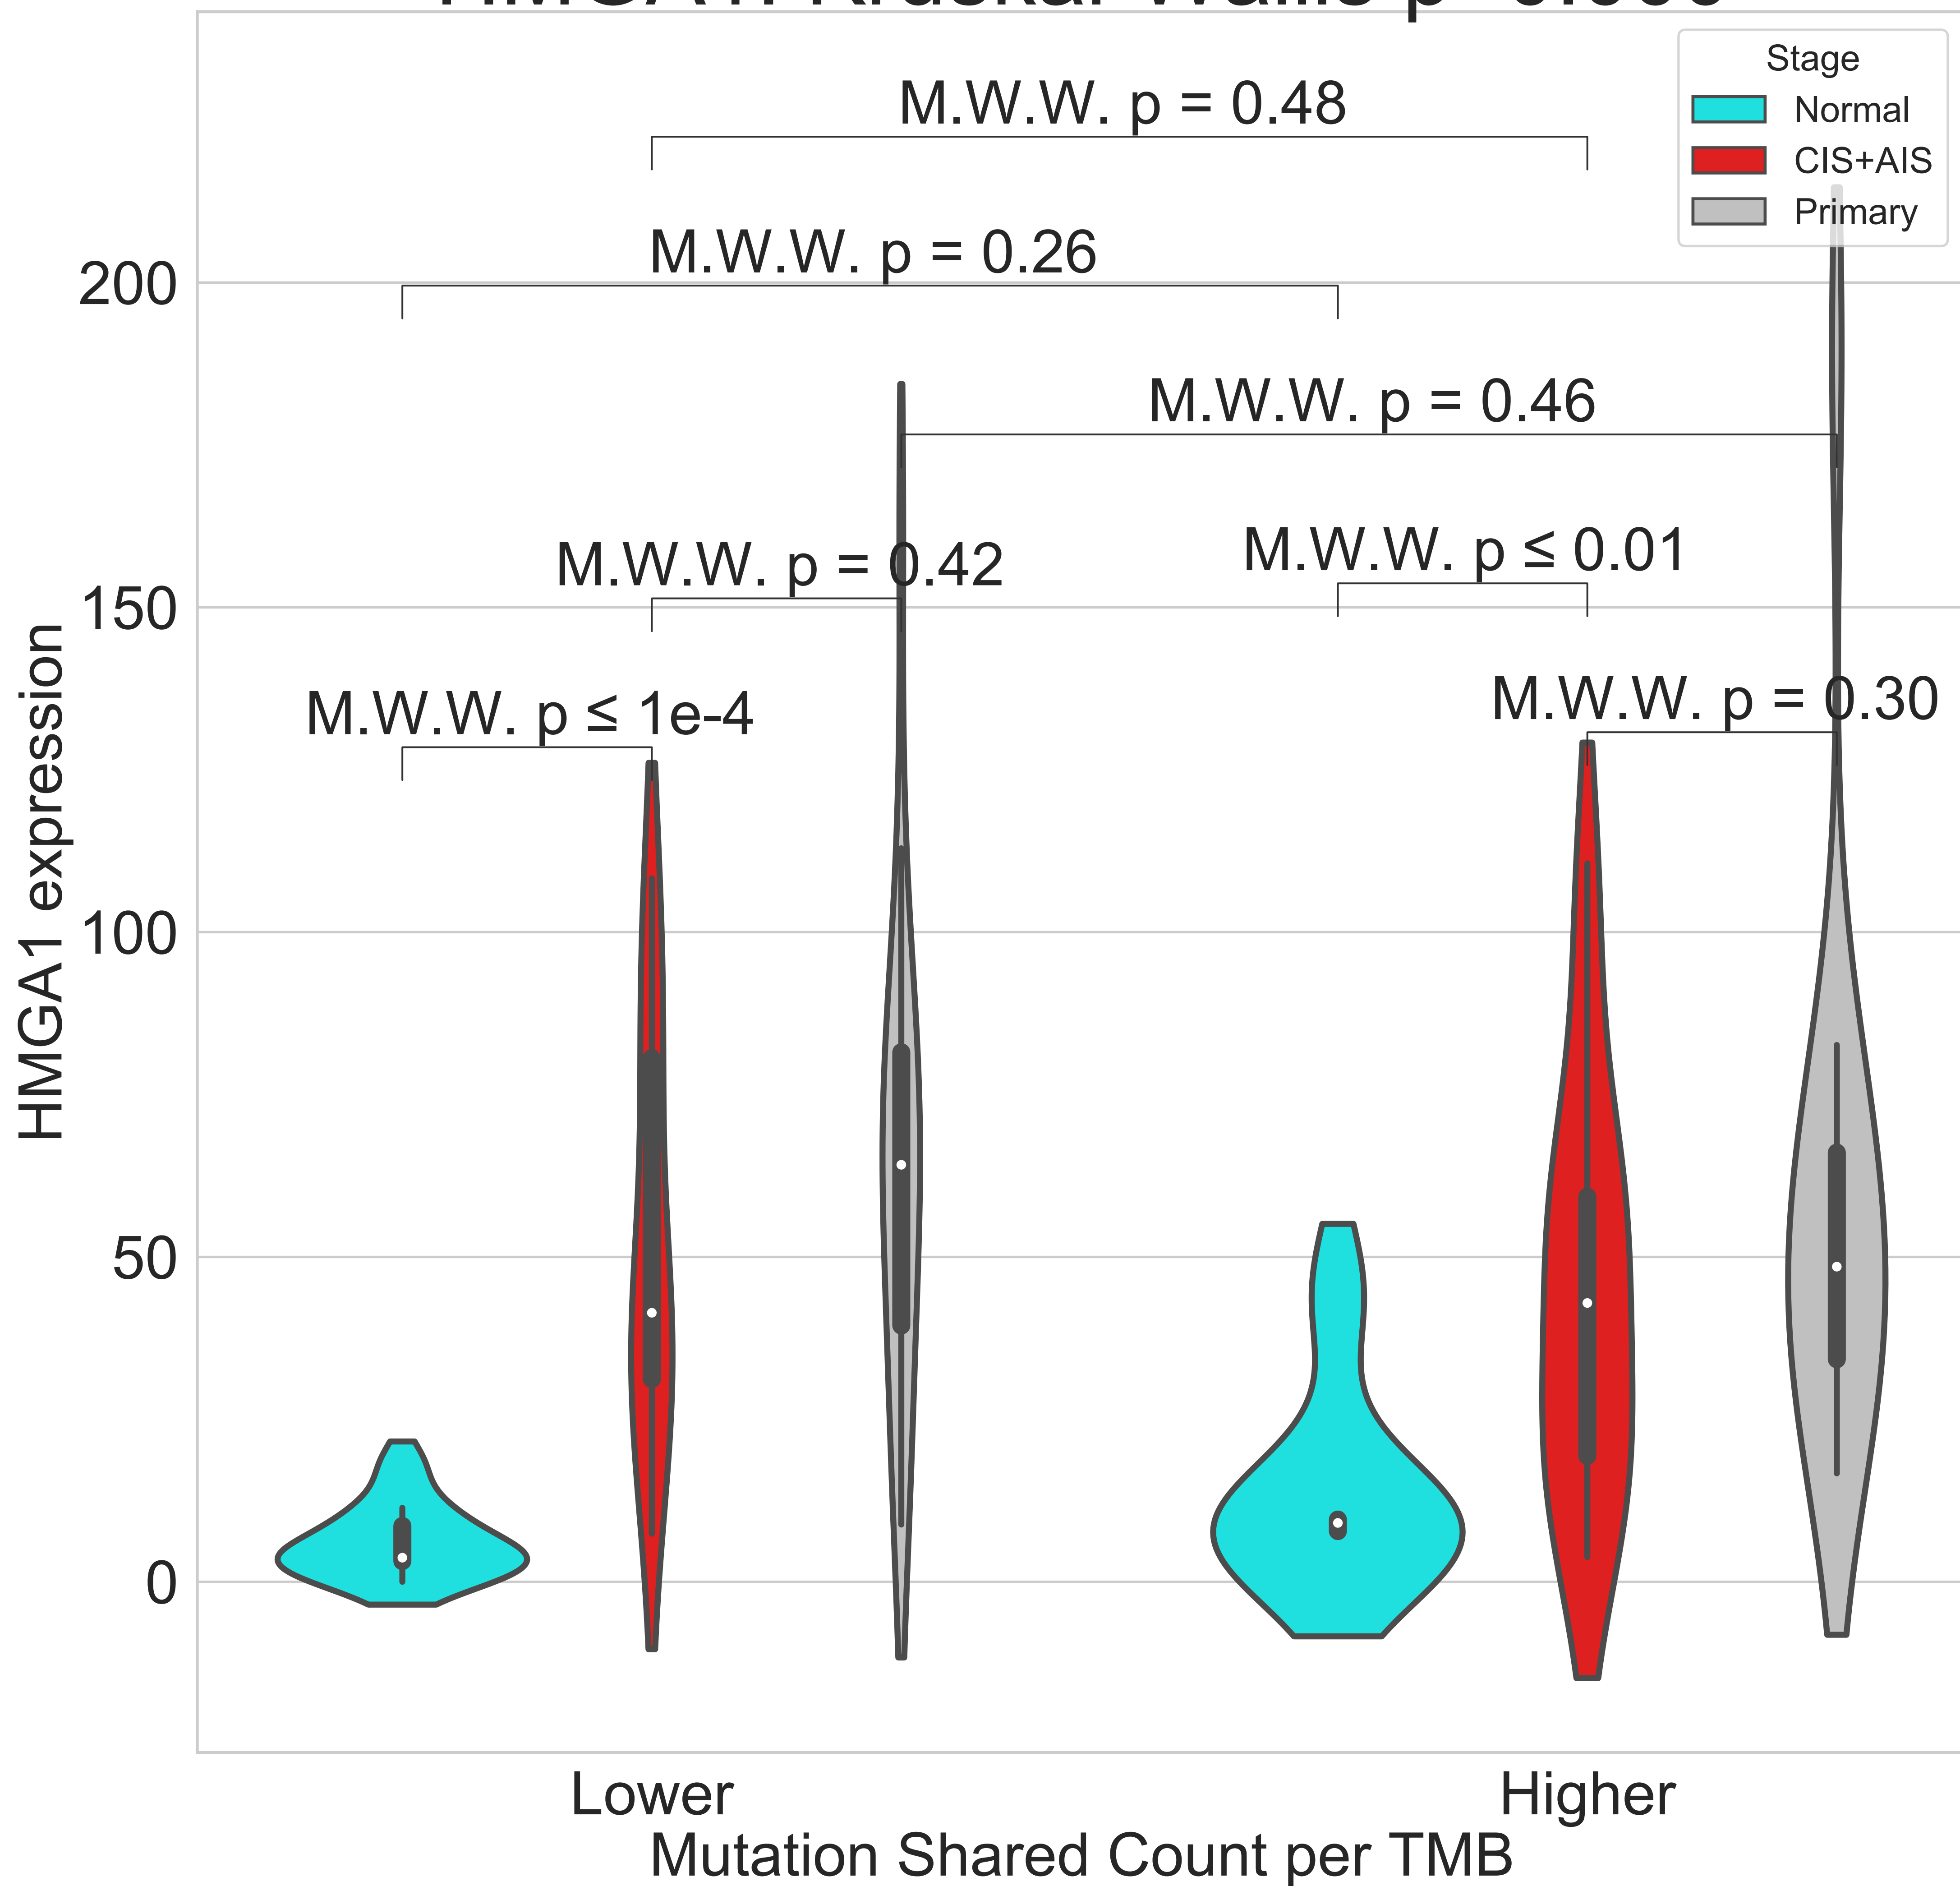 Stage
Normal
CIS+AIS
Primary
M.W.W. p = 0.48
M.W.W. p = 0.26
M.W.W. p = 0.46
M.W.W. p = 0.42
M.W.W. p ≤ 0.01
M.W.W. p ≤ 1e-4
M.W.W. p = 0.30
HMGA1 expression
200
150
100
50
0
Lower
Higher
Mutation Shared Count per TMB